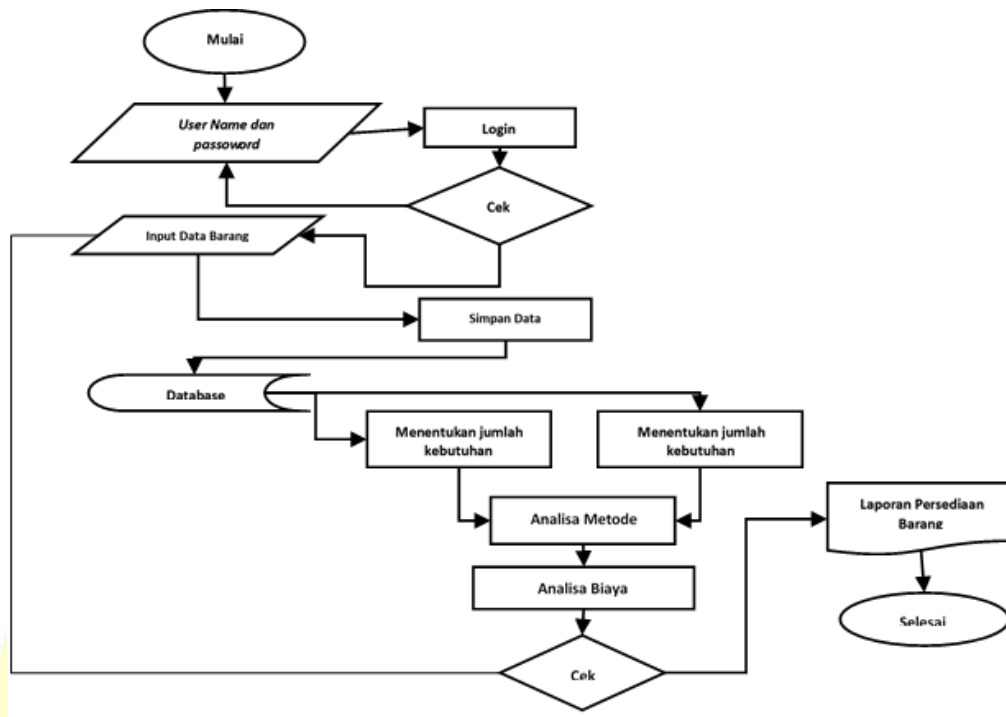 Mulai
User Name dan
passoword
Login
Cek
Input Data Barang
Simpan Data
Database
Menentukan jumlah
kebutuhan
Menentukan jumlah
kebutuhan
Analisa Metode
Laporan Persediaan
Barang
Analisa Biaya
Selesai
Cek